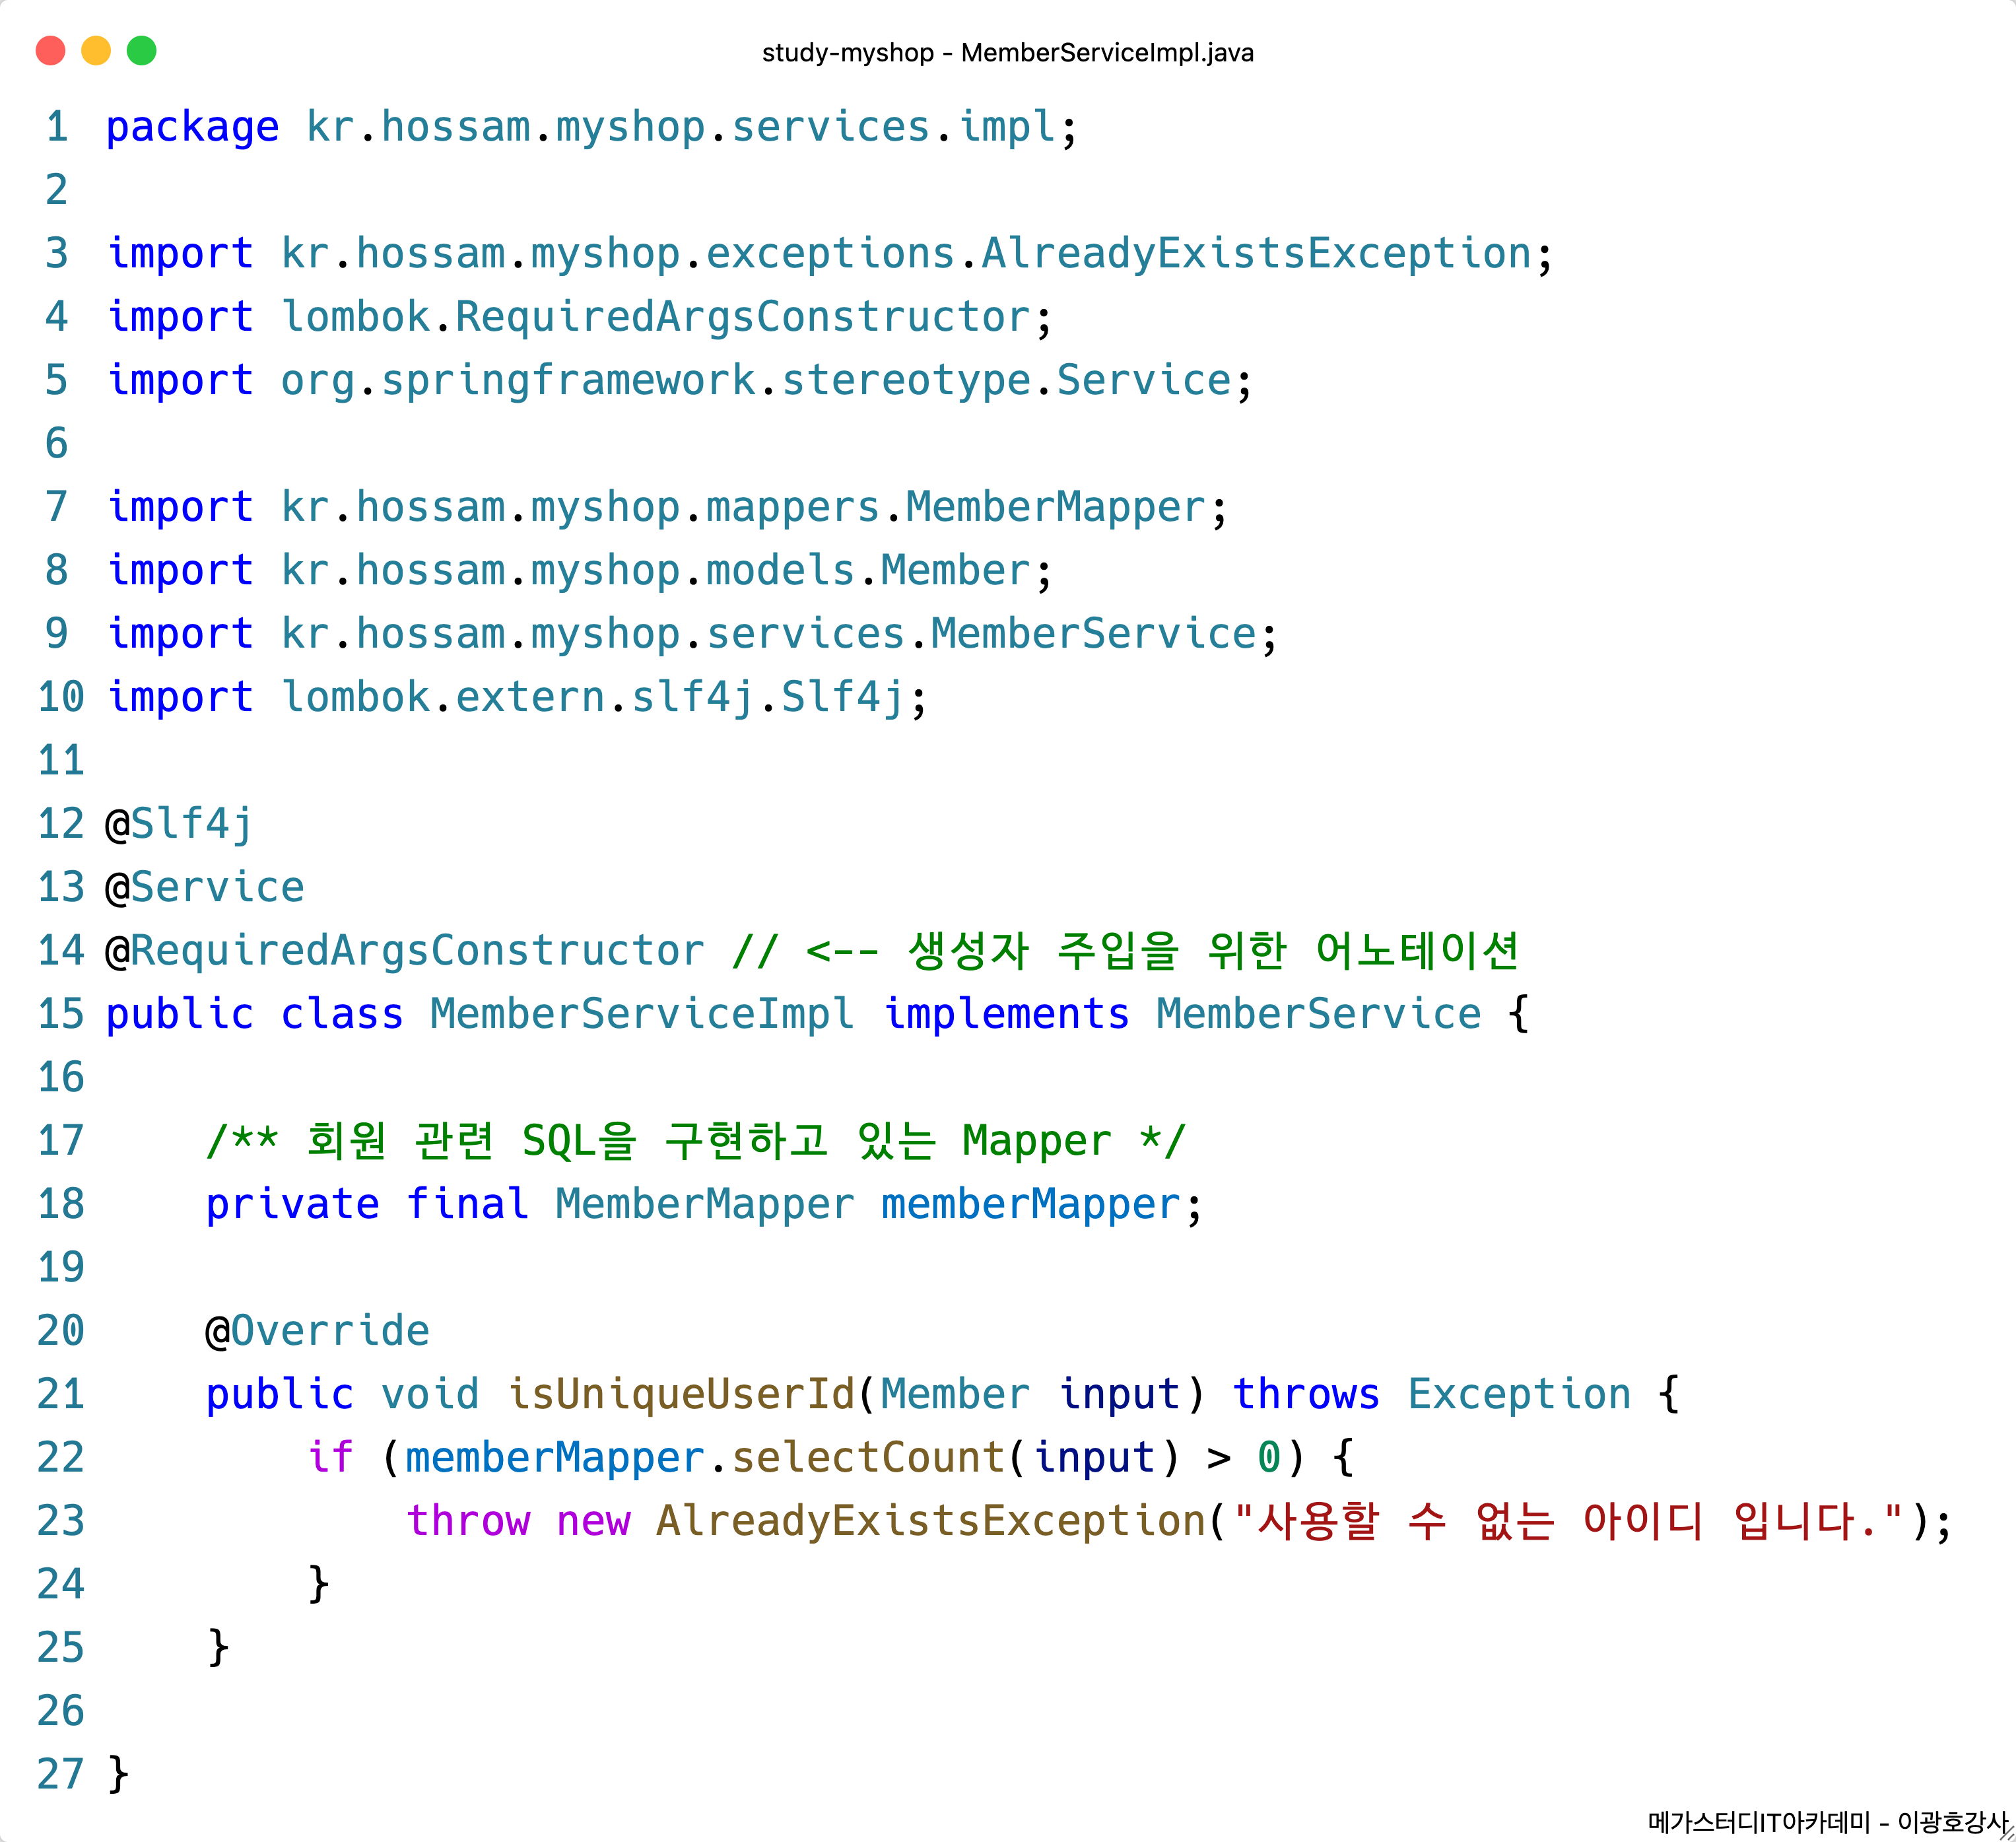 study-myshop - MemberServiceImpl.java
1 package kr.hossam.myshop.services.impl;
2
3 import kr.hossam.myshop.exceptions.AlreadyExistsException;
4 import lombok.RequiredArgsConstructor;
5 import org.springframework.stereotype.Service;
6
7 import kr.hossam.myshop.mappers.MemberMapper;
8 import kr.hossam.myshop.models.Member;
9 import kr.hossam.myshop.services.MemberService;
10 import lombok.extern.slf4j.Slf4j;
11
12 @Slf4j
13 @Service
14 @RequiredArgsConstructor // <-- 생성자 주입을 위한 어노테이션
15 public class MemberServiceImpl implements MemberService {
16
17     /** 회원 관련 SQL을 구현하고 있는 Mapper */
18     private final MemberMapper memberMapper;
19
20     @Override
21     public void isUniqueUserId(Member input) throws Exception {
22         if (memberMapper.selectCount(input) > 0) {
23             throw new AlreadyExistsException("사용할 수 없는 아이디 입니다.");
24         }
25     }
26
27 }
메가스터디IT아카데미 - 이광호강사